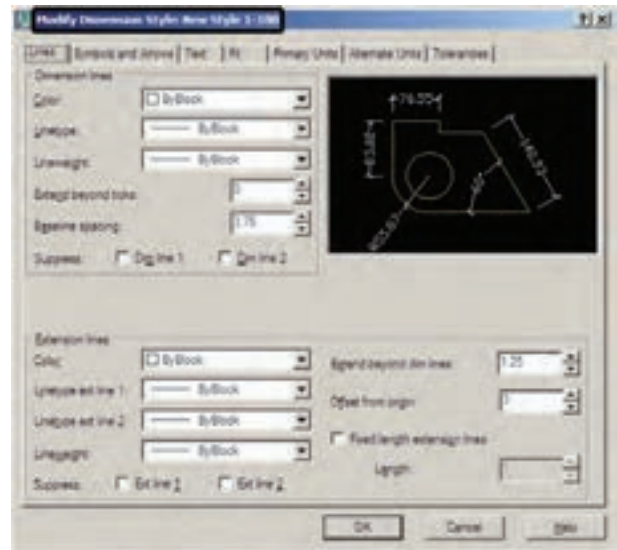 Modify Dimension Style: New Style 1-100
Lines Symbols and Arrows Text Fit Primary Units Alternate Units Tolerances
Dimension lines
Color: ByBlock
Linetype: ByBlock
Lineweight: ByBlock
Extend beyond ticks:
Baseline spacing: 3.75
Suppress: Dim line 1 Dim line 2
60°
Extension lines
Color: ByBlock
Linetype ext line 1: ByBlock
Linetype ext line 2: ByBlock
Lineweight: ByBlock
Suppress: Ext line 1 Ext line 2
Extend beyond dim lines: 1.25
Offset from origin:
Fixed length extension lines
Length:
OK Cancel Help